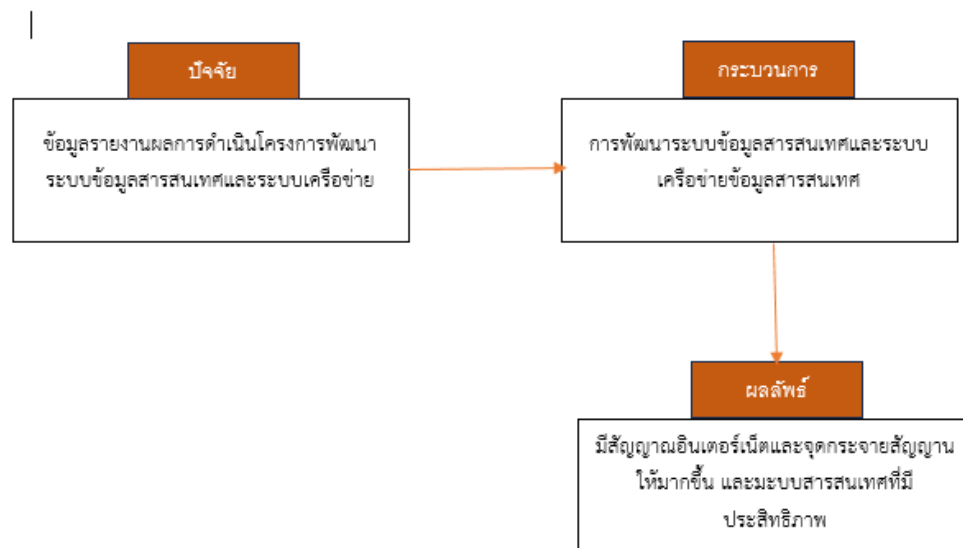 ปัจจัย
ข้อมูลรายงานผลการดำเนินโครงการพัฒนา
ระบบข้อมูลสารสนเทศและระบบเครือข่าย
กระบวนการ
การพัฒนาระบบข้อมูลสารสนเทศและระบบ
เครือข่ายข้อมูลสารสนเทศ
ผลลัพธ์
มีสัญญาณอินเตอร์เน็ตและจุดกระจายสัญญาน
ให้มากขึ้น และมะบบสารสนเทศที่มี
ประสิทธิภาพ